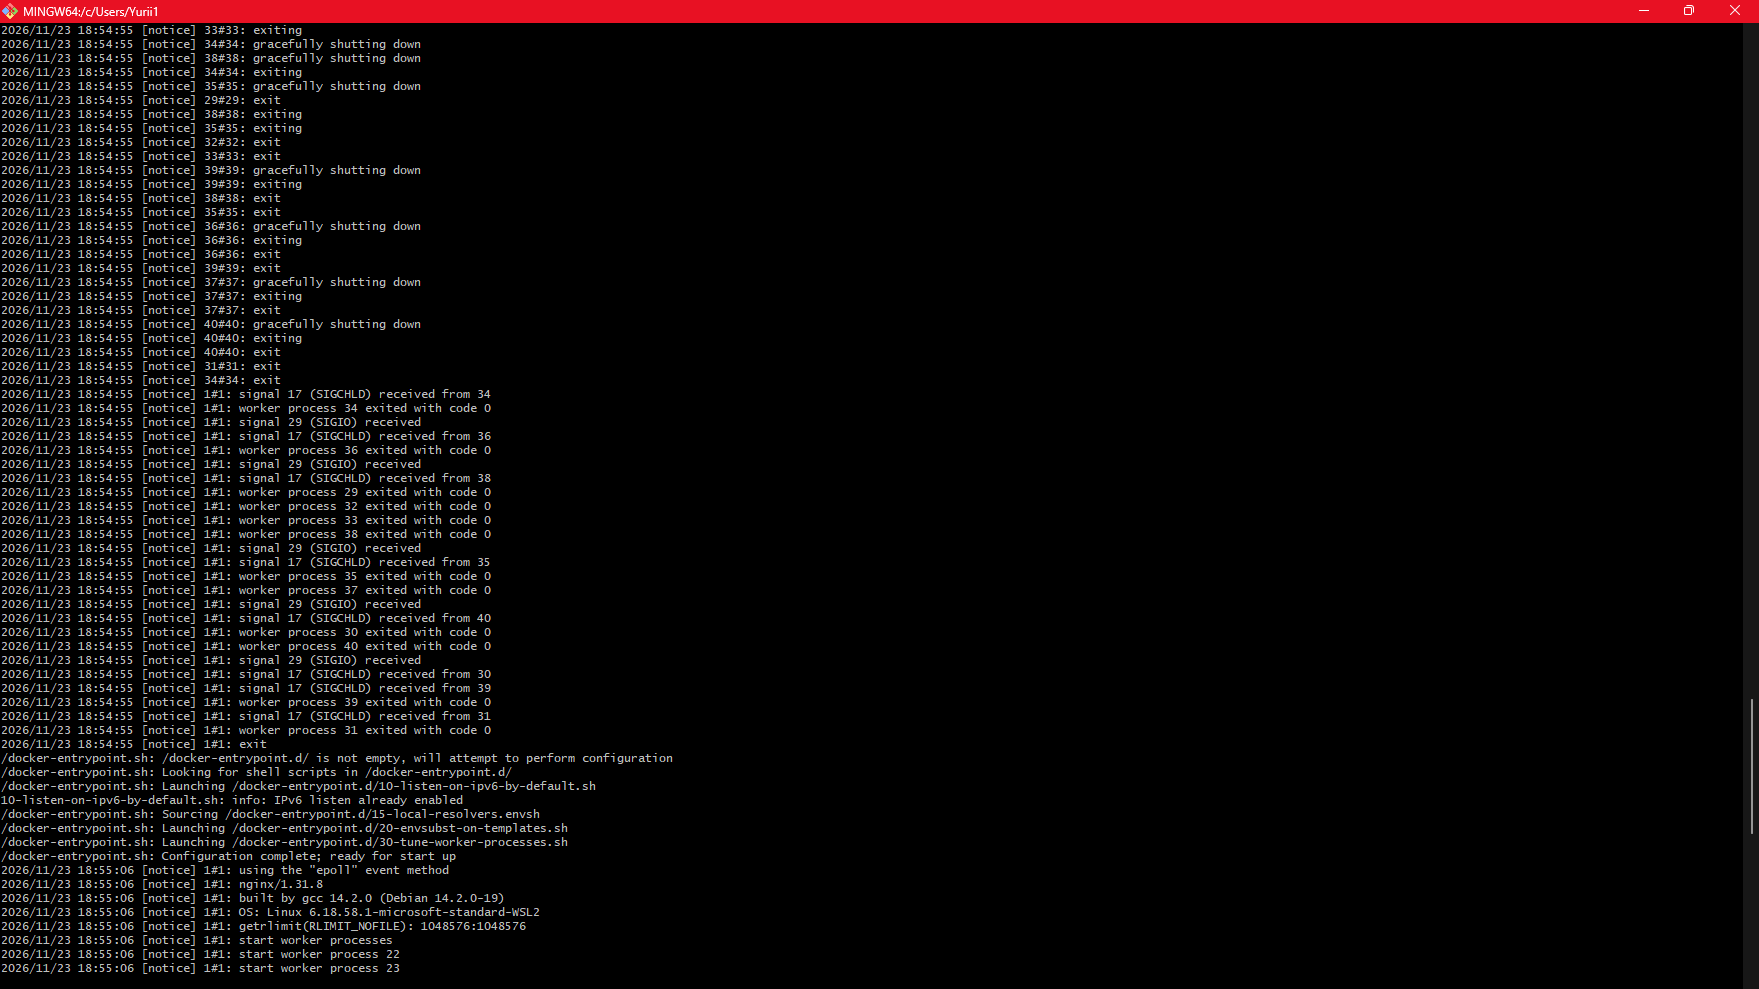 MINGW64:/c/Users/Yurii1
2026/11/23 18:54:55 [notice] 33#33: exiting
2026/11/23 18:54:55 [notice] 34#34: gracefully shutting down
2026/11/23 18:54:55 [notice] 38#38: gracefully shutting down
2026/11/23 18:54:55 [notice] 34#34: exiting
2026/11/23 18:54:55 [notice] 35#35: gracefully shutting down
2026/11/23 18:54:55 [notice] 29#29: exit
2026/11/23 18:54:55 [notice] 38#38: exiting
2026/11/23 18:54:55 [notice] 35#35: exiting
2026/11/23 18:54:55 [notice] 32#32: exit
2026/11/23 18:54:55 [notice] 33#33: exit
2026/11/23 18:54:55 [notice] 39#39: gracefully shutting down
2026/11/23 18:54:55 [notice] 39#39: exiting
2026/11/23 18:54:55 [notice] 38#38: exit
2026/11/23 18:54:55 [notice] 35#35: exit
2026/11/23 18:54:55 [notice] 36#36: gracefully shutting down
2026/11/23 18:54:55 [notice] 36#36: exiting
2026/11/23 18:54:55 [notice] 36#36: exit
2026/11/23 18:54:55 [notice] 39#39: exit
2026/11/23 18:54:55 [notice] 37#37: gracefully shutting down
2026/11/23 18:54:55 [notice] 37#37: exiting
2026/11/23 18:54:55 [notice] 37#37: exit
2026/11/23 18:54:55 [notice] 40#40: gracefully shutting down
2026/11/23 18:54:55 [notice] 40#40: exiting
2026/11/23 18:54:55 [notice] 40#40: exit
2026/11/23 18:54:55 [notice] 31#31: exit
2026/11/23 18:54:55 [notice] 34#34: exit
2026/11/23 18:54:55 [notice] 1#1: signal 17 (SIGCHLD) received from 34
2026/11/23 18:54:55 [notice] 1#1: worker process 34 exited with code 0
2026/11/23 18:54:55 [notice] 1#1: signal 29 (SIGIO) received
2026/11/23 18:54:55 [notice] 1#1: signal 17 (SIGCHLD) received from 36
2026/11/23 18:54:55 [notice] 1#1: worker process 36 exited with code 0
2026/11/23 18:54:55 [notice] 1#1: signal 29 (SIGIO) received
2026/11/23 18:54:55 [notice] 1#1: signal 17 (SIGCHLD) received from 38
2026/11/23 18:54:55 [notice] 1#1: worker process 29 exited with code 0
2026/11/23 18:54:55 [notice] 1#1: worker process 32 exited with code 0
2026/11/23 18:54:55 [notice] 1#1: worker process 33 exited with code 0
2026/11/23 18:54:55 [notice] 1#1: worker process 38 exited with code 0
2026/11/23 18:54:55 [notice] 1#1: signal 29 (SIGIO) received
2026/11/23 18:54:55 [notice] 1#1: signal 17 (SIGCHLD) received from 35
2026/11/23 18:54:55 [notice] 1#1: worker process 35 exited with code 0
2026/11/23 18:54:55 [notice] 1#1: worker process 37 exited with code 0
2026/11/23 18:54:55 [notice] 1#1: signal 29 (SIGIO) received
2026/11/23 18:54:55 [notice] 1#1: signal 17 (SIGCHLD) received from 40
2026/11/23 18:54:55 [notice] 1#1: worker process 30 exited with code 0
2026/11/23 18:54:55 [notice] 1#1: worker process 40 exited with code 0
2026/11/23 18:54:55 [notice] 1#1: signal 29 (SIGIO) received
2026/11/23 18:54:55 [notice] 1#1: signal 17 (SIGCHLD) received from 30
2026/11/23 18:54:55 [notice] 1#1: signal 17 (SIGCHLD) received from 39
2026/11/23 18:54:55 [notice] 1#1: worker process 39 exited with code 0
2026/11/23 18:54:55 [notice] 1#1: signal 17 (SIGCHLD) received from 31
2026/11/23 18:54:55 [notice] 1#1: worker process 31 exited with code 0
2026/11/23 18:54:55 [notice] 1#1: exit
/docker-entrypoint.sh: /docker-entrypoint.d/ is not empty, will attempt to perform configuration
/docker-entrypoint.sh: Looking for shell scripts in /docker-entrypoint.d/
/docker-entrypoint.sh: Launching /docker-entrypoint.d/10-listen-on-ipv6-by-default.sh
10-listen-on-ipv6-by-default.sh: info: IPv6 listen already enabled
/docker-entrypoint.sh: Sourcing /docker-entrypoint.d/15-local-resolvers.envsh
/docker-entrypoint.sh: Launching /docker-entrypoint.d/20-envsubst-on-templates.sh
/docker-entrypoint.sh: Launching /docker-entrypoint.d/30-tune-worker-processes.sh
/docker-entrypoint.sh: Configuration complete; ready for start up
2026/11/23 18:55:06 [notice] 1#1: using the "epoll" event method
2026/11/23 18:55:06 [notice] 1#1: nginx/1.31.8
2026/11/23 18:55:06 [notice] 1#1: built by gcc 14.2.0 (Debian 14.2.0-19)
2026/11/23 18:55:06 [notice] 1#1: OS: Linux 6.18.58.1-microsoft-standard-WSL2
2026/11/23 18:55:06 [notice] 1#1: getrlimit(RLIMIT_NOFILE): 1048576:1048576
2026/11/23 18:55:06 [notice] 1#1: start worker processes
2026/11/23 18:55:06 [notice] 1#1: start worker process 22
2026/11/23 18:55:06 [notice] 1#1: start worker process 23